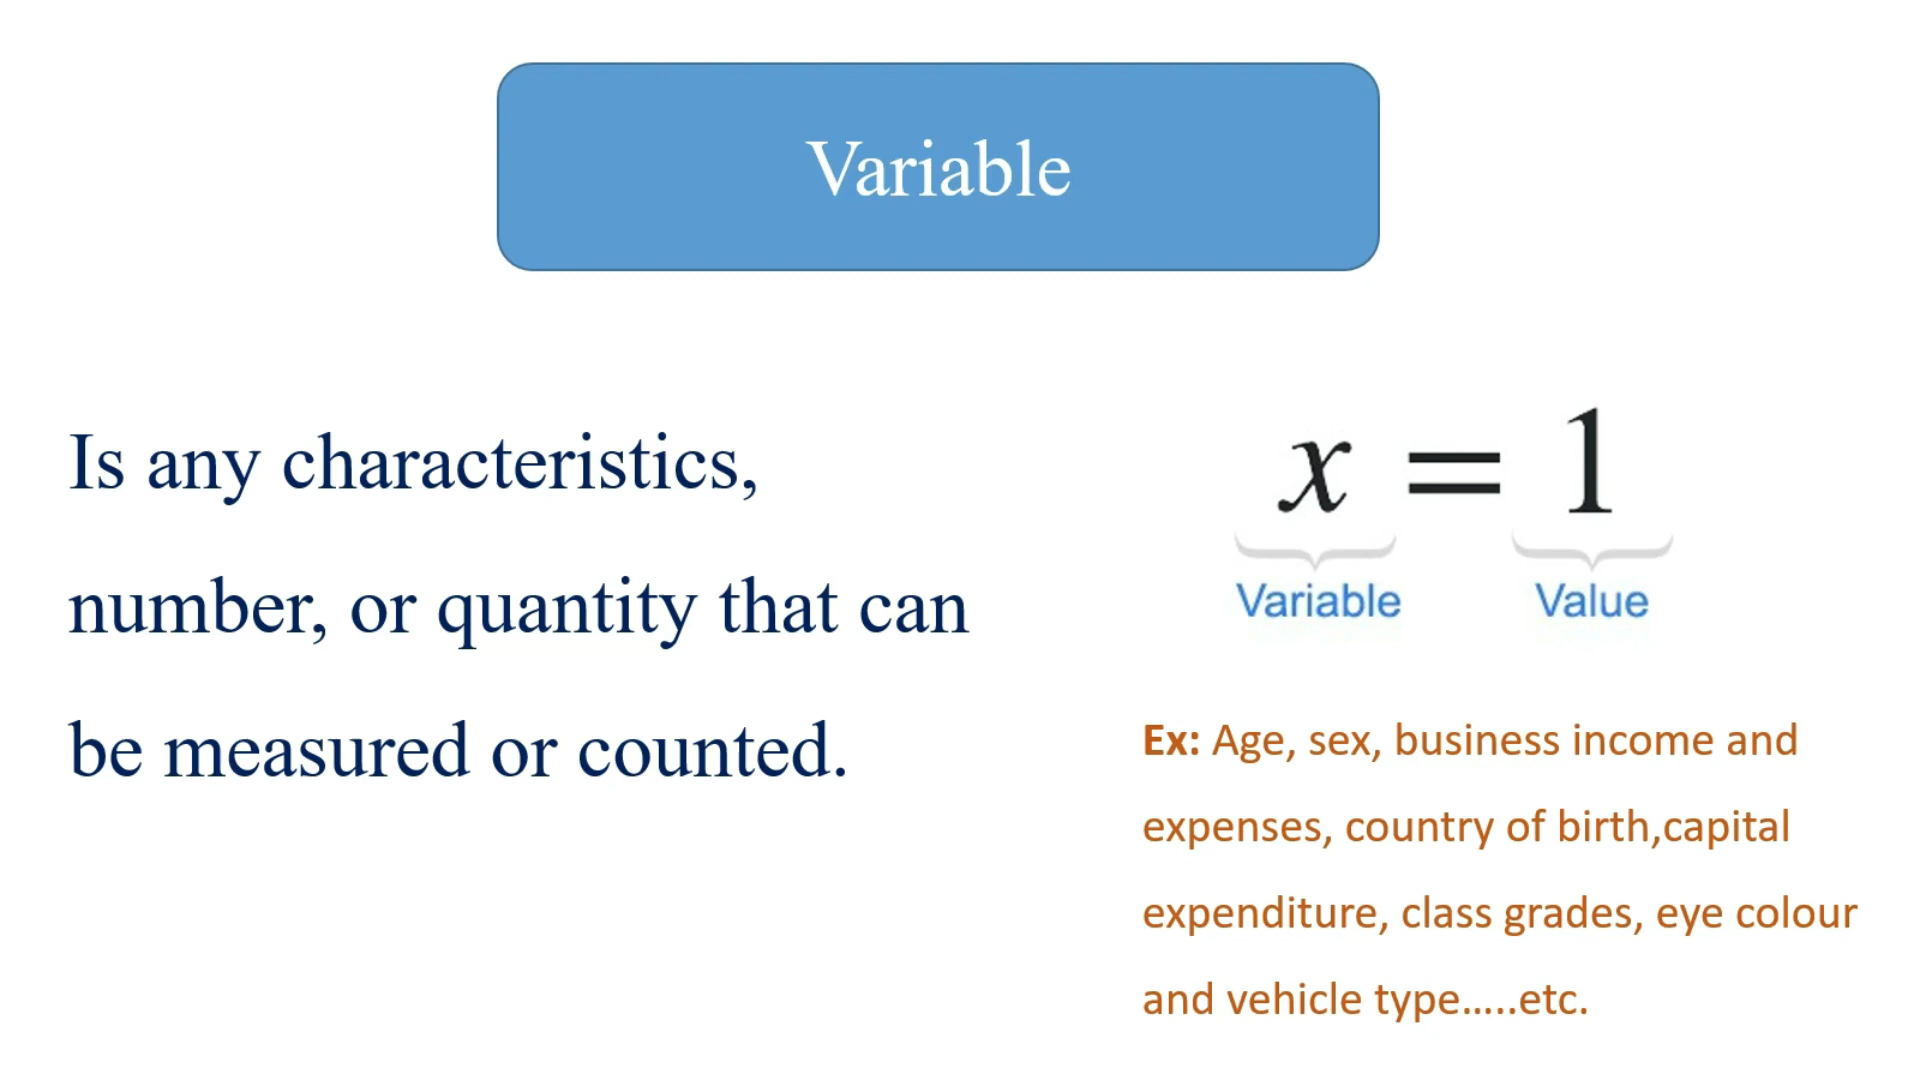 Variable
Is any characteristics,
number, or quantity that can
be measured or counted.
x = 1
Variable Value
Ex: Age, sex, business income and
expenses, country of birth,capital
expenditure, class grades, eye colour
and vehicle type.....etc.